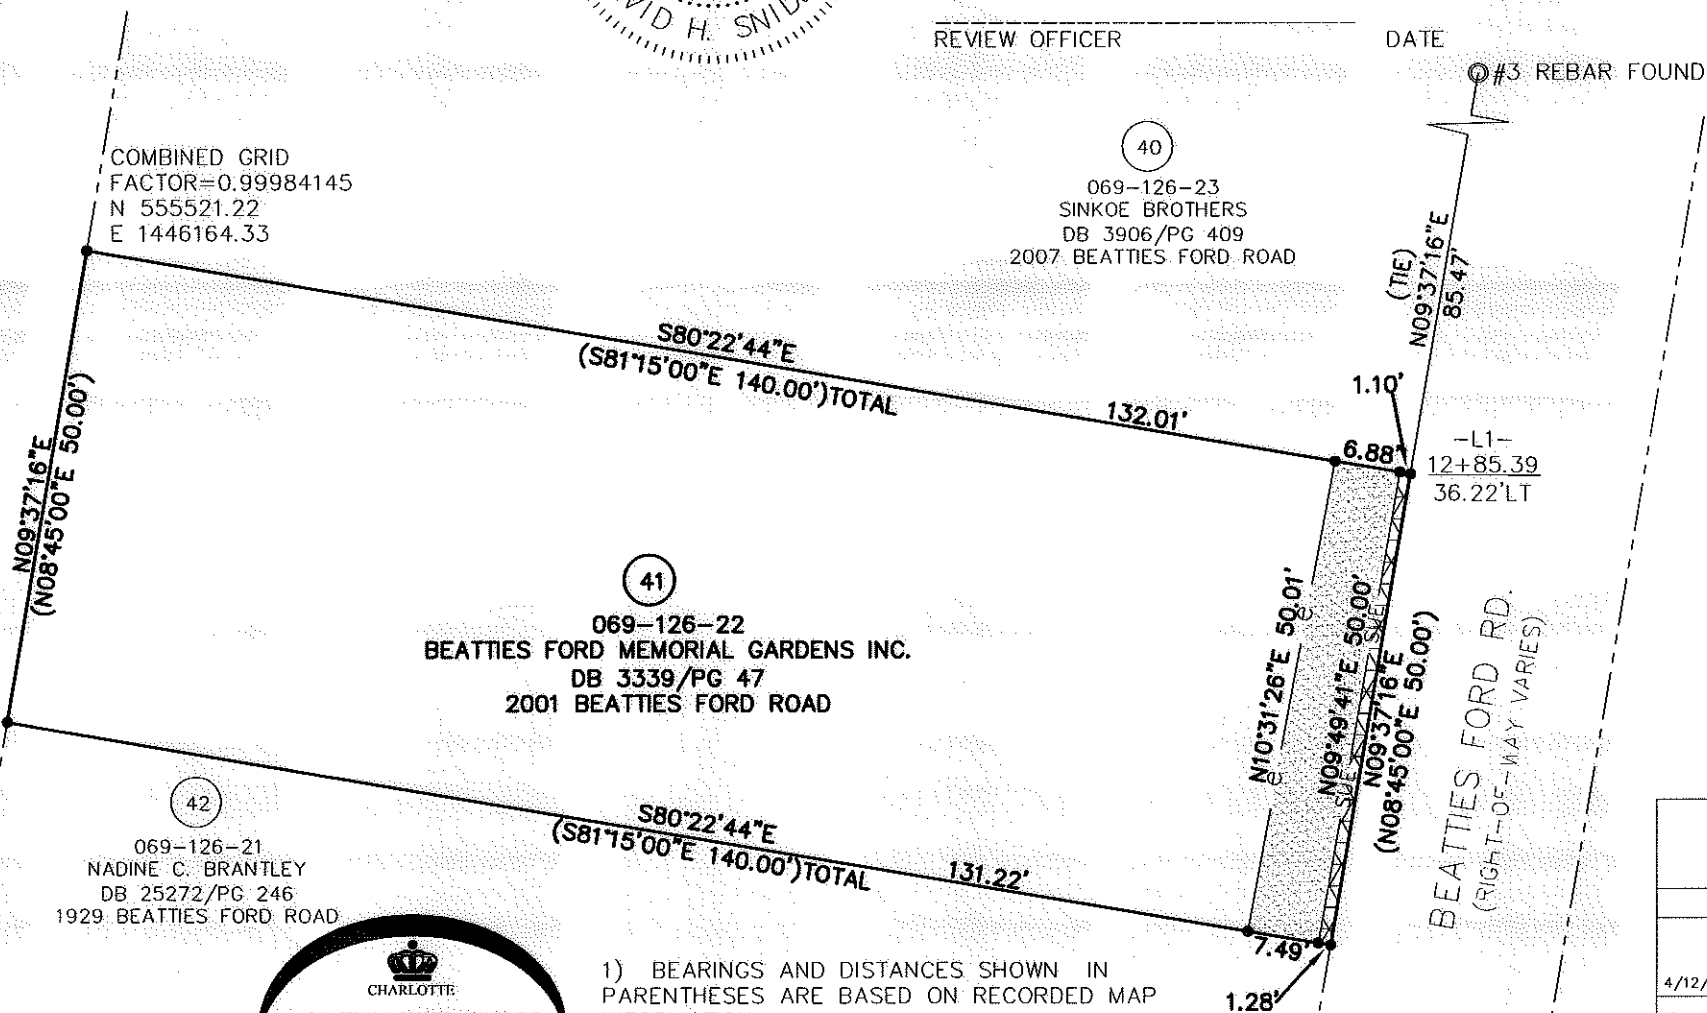 VID H. SNID
REVIEW OFFICER DATE
#3 REBAR FOUND
COMBINED GRID
FACTOR=0.99984145
N 555521.22
E 1446164.33
40
069-126-23
SINKOE BROTHERS
DB 3906/PG 409
2007 BEATTIES FORD ROAD
(TIE)
N09°37'16"E
85.47'
S80°22'44"E
(S81°15'00"E 140.00')TOTAL
132.01'
6.88'
1.10'
-L1-
12+85.39
36.22'LT
N09°37'16"E
(N08°45'00"E 50.00')
41
069-126-22
BEATTIES FORD MEMORIAL GARDENS INC.
DB 3339/PG 47
2001 BEATTIES FORD ROAD
N10°31'26"E 50.01'
e
e
N09°49'41"E 50.00'
SUE
SUE
N09°37'16"E
(N08°45'00"E 50.00')
BEATTIES FORD RD.
(RIGHT-OF-WAY VARIES)
S80°22'44"E
(S81°15'00"E 140.00')TOTAL
131.22'
7.49'
1.28'
42
069-126-21
NADINE C. BRANTLEY
DB 25272/PG 246
1929 BEATTIES FORD ROAD
CHARLOTTE
1) BEARINGS AND DISTANCES SHOWN IN
PARENTHESES ARE BASED ON RECORDED MAP
4/12/